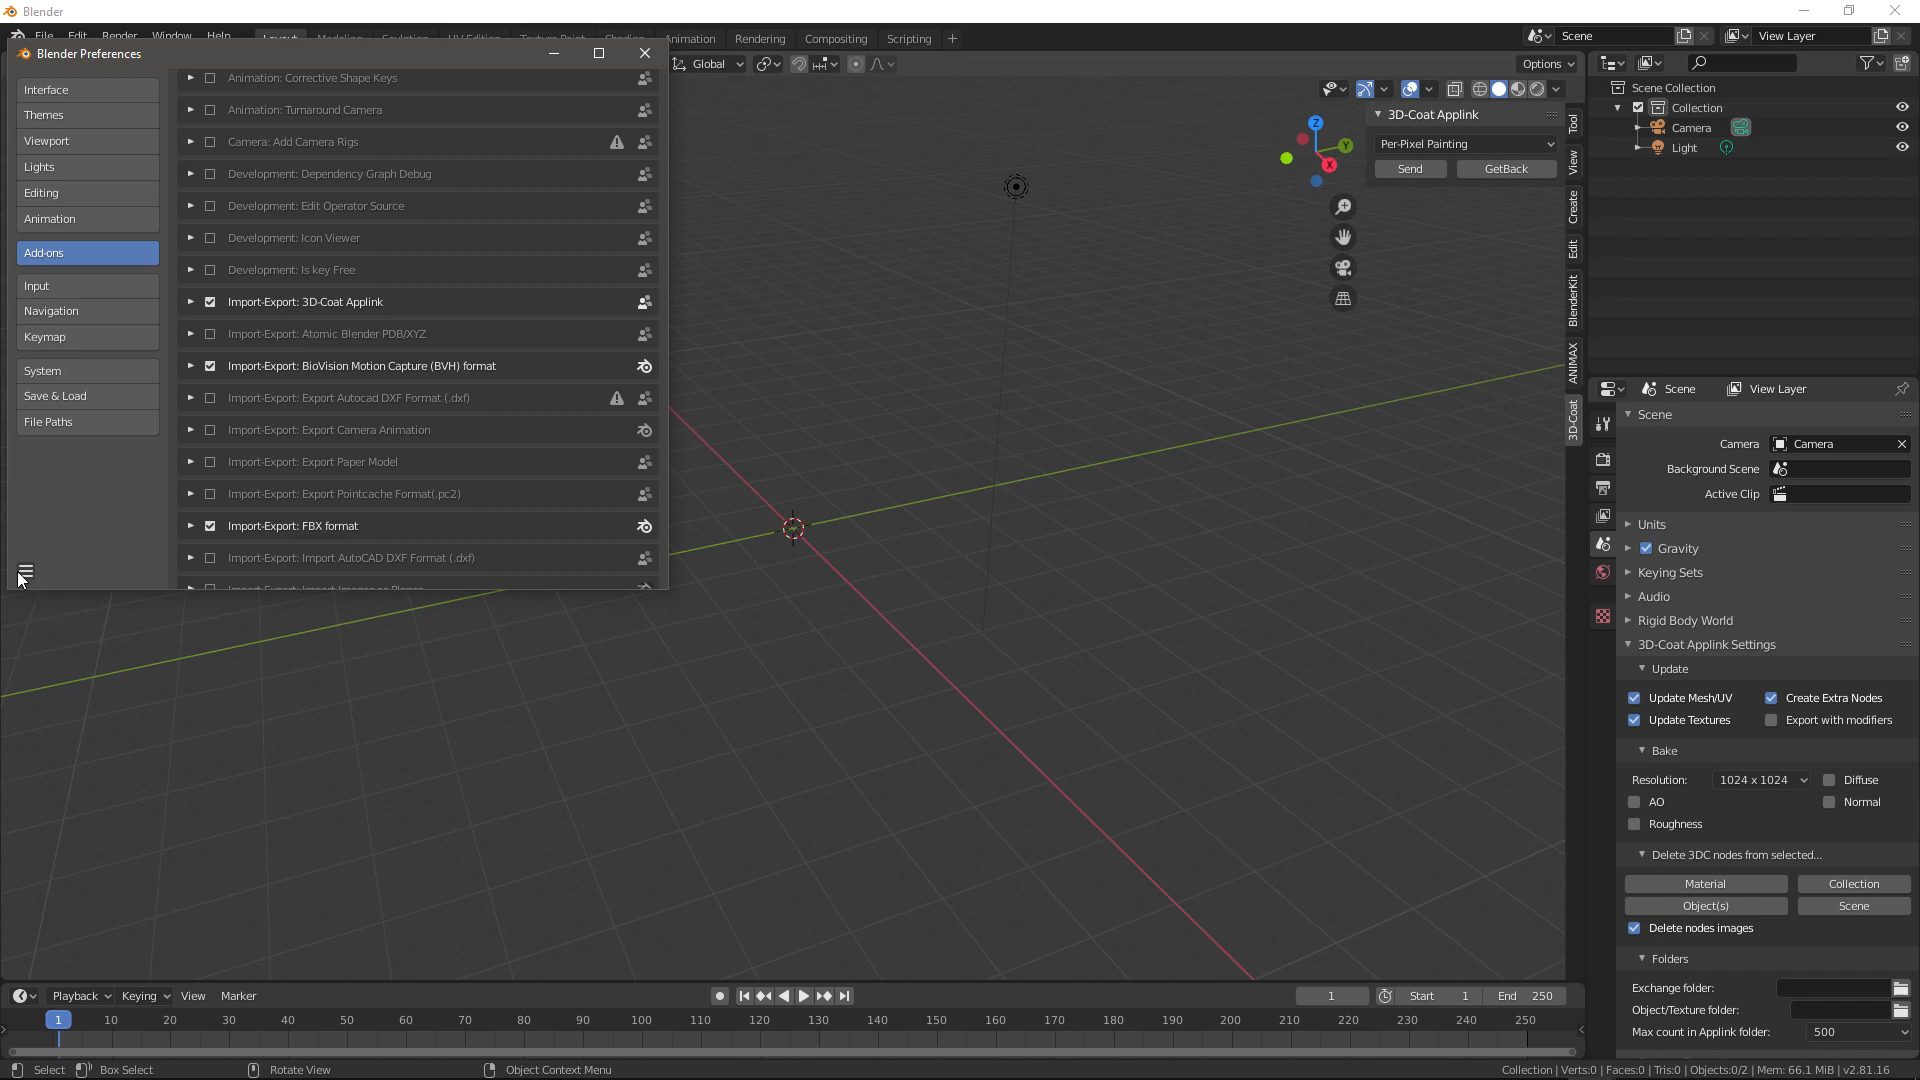 Blender
File Edit Render Window Help Layout Modeling Sculpting UV Editing Texture Paint Shading Animation Rendering Compositing Scripting
Scene
View Layer
Blender Preferences
Interface
Themes
Viewport
Lights
Editing
Animation
Add-ons
Input
Navigation
Keymap
System
Save & Load
File Paths
Animation: Corrective Shape Keys
Animation: Turnaround Camera
Camera: Add Camera Rigs
Development: Dependency Graph Debug
Development: Edit Operator Source
Development: Icon Viewer
Development: Is key Free
Import-Export: 3D-Coat Applink
Import-Export: Atomic Blender PDB/XYZ
Import-Export: BioVision Motion Capture (BVH) format
Import-Export: Export Autocad DXF Format (.dxf)
Import-Export: Export Camera Animation
Import-Export: Export Paper Model
Import-Export: Export Pointcache Format(.pc2)
Import-Export: FBX format
Import-Export: Import AutoCAD DXF Format (.dxf)
Import-Export: Import Images as Planes
Global
Options
3D-Coat Applink
Per-Pixel Painting
Send GetBack
Z
Y
X
Tool
View
Create
Edit
BlenderKit
ANIMAX
3D-Coat
Scene Collection
Collection
Camera
Light
Scene View Layer
Scene
Camera Camera
Background Scene
Active Clip
Units
Gravity
Keying Sets
Audio
Rigid Body World
3D-Coat Applink Settings
Update
Update Mesh/UV Create Extra Nodes
Update Textures Export with modifiers
Bake
Resolution: 1024 x 1024 Diffuse
AO Normal
Roughness
Delete 3DC nodes from selected...
Material Collection
Object(s) Scene
Delete nodes images
Folders
Exchange folder:
Object/Texture folder:
Max count in Applink folder: 500
Playback Keying View Marker 1 Start 1 End 250
1 10 20 30 40 50 60 70 80 90 100 110 120 130 140 150 160 170 180 190 200 210 220 230 240 250
Select Box Select Rotate View Object Context Menu
Collection | Verts:0 | Faces:0 | Tris:0 | Objects:0/2 | Mem: 66.1 MiB | v2.81.16